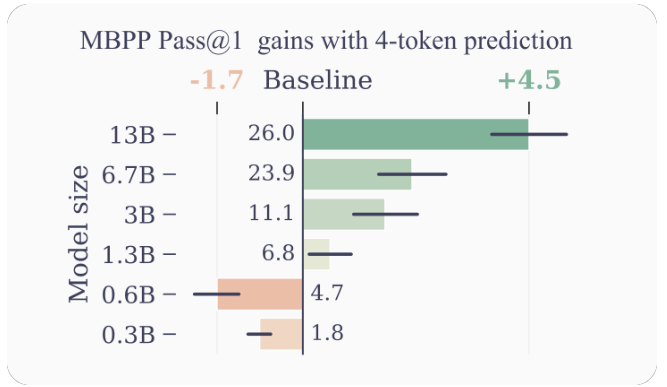 MBPP Pass@1 gains with 4-token prediction
-1.7 Baseline +4.5
Model size
13B 26.0
6.7B 23.9
3B 11.1
1.3B 6.8
0.6B 4.7
0.3B 1.8